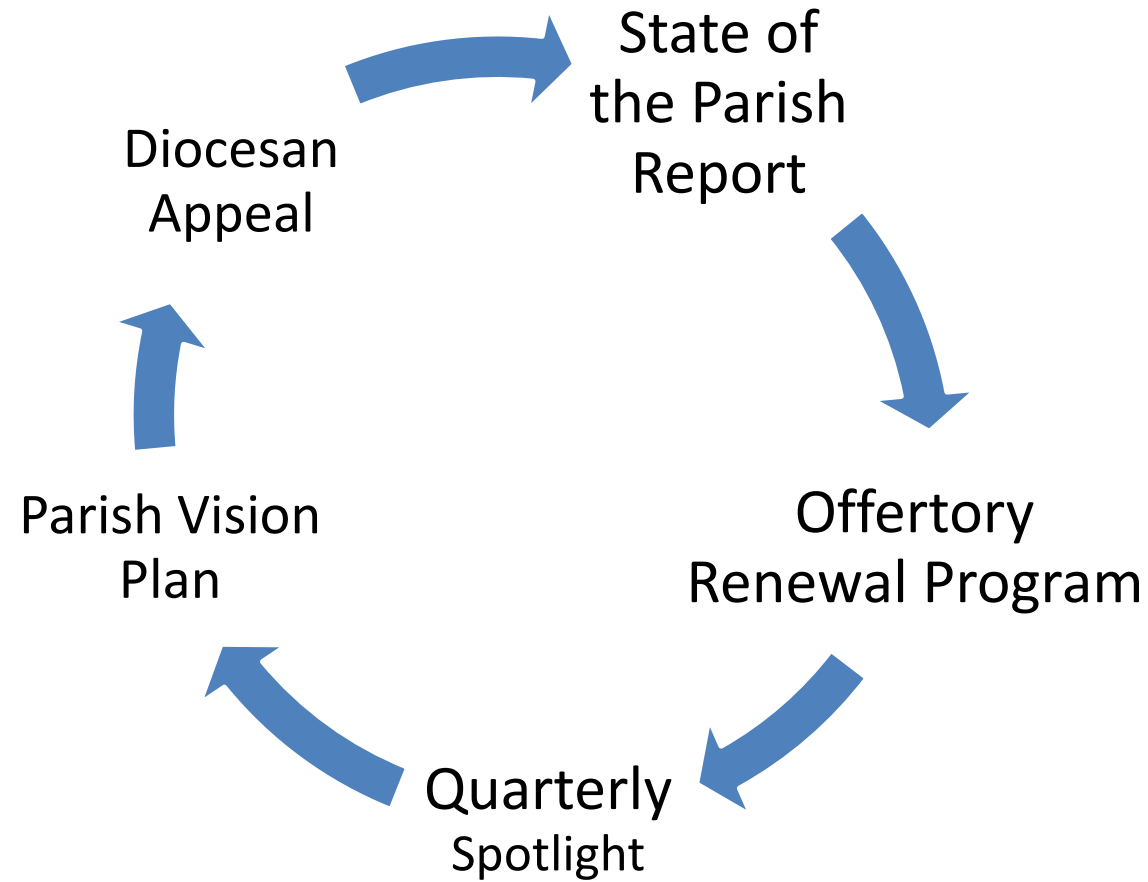 State of
the Parish
Report
Offertory
Renewal Program
Quarterly
Spotlight
Parish Vision
Plan
Diocesan
Appeal